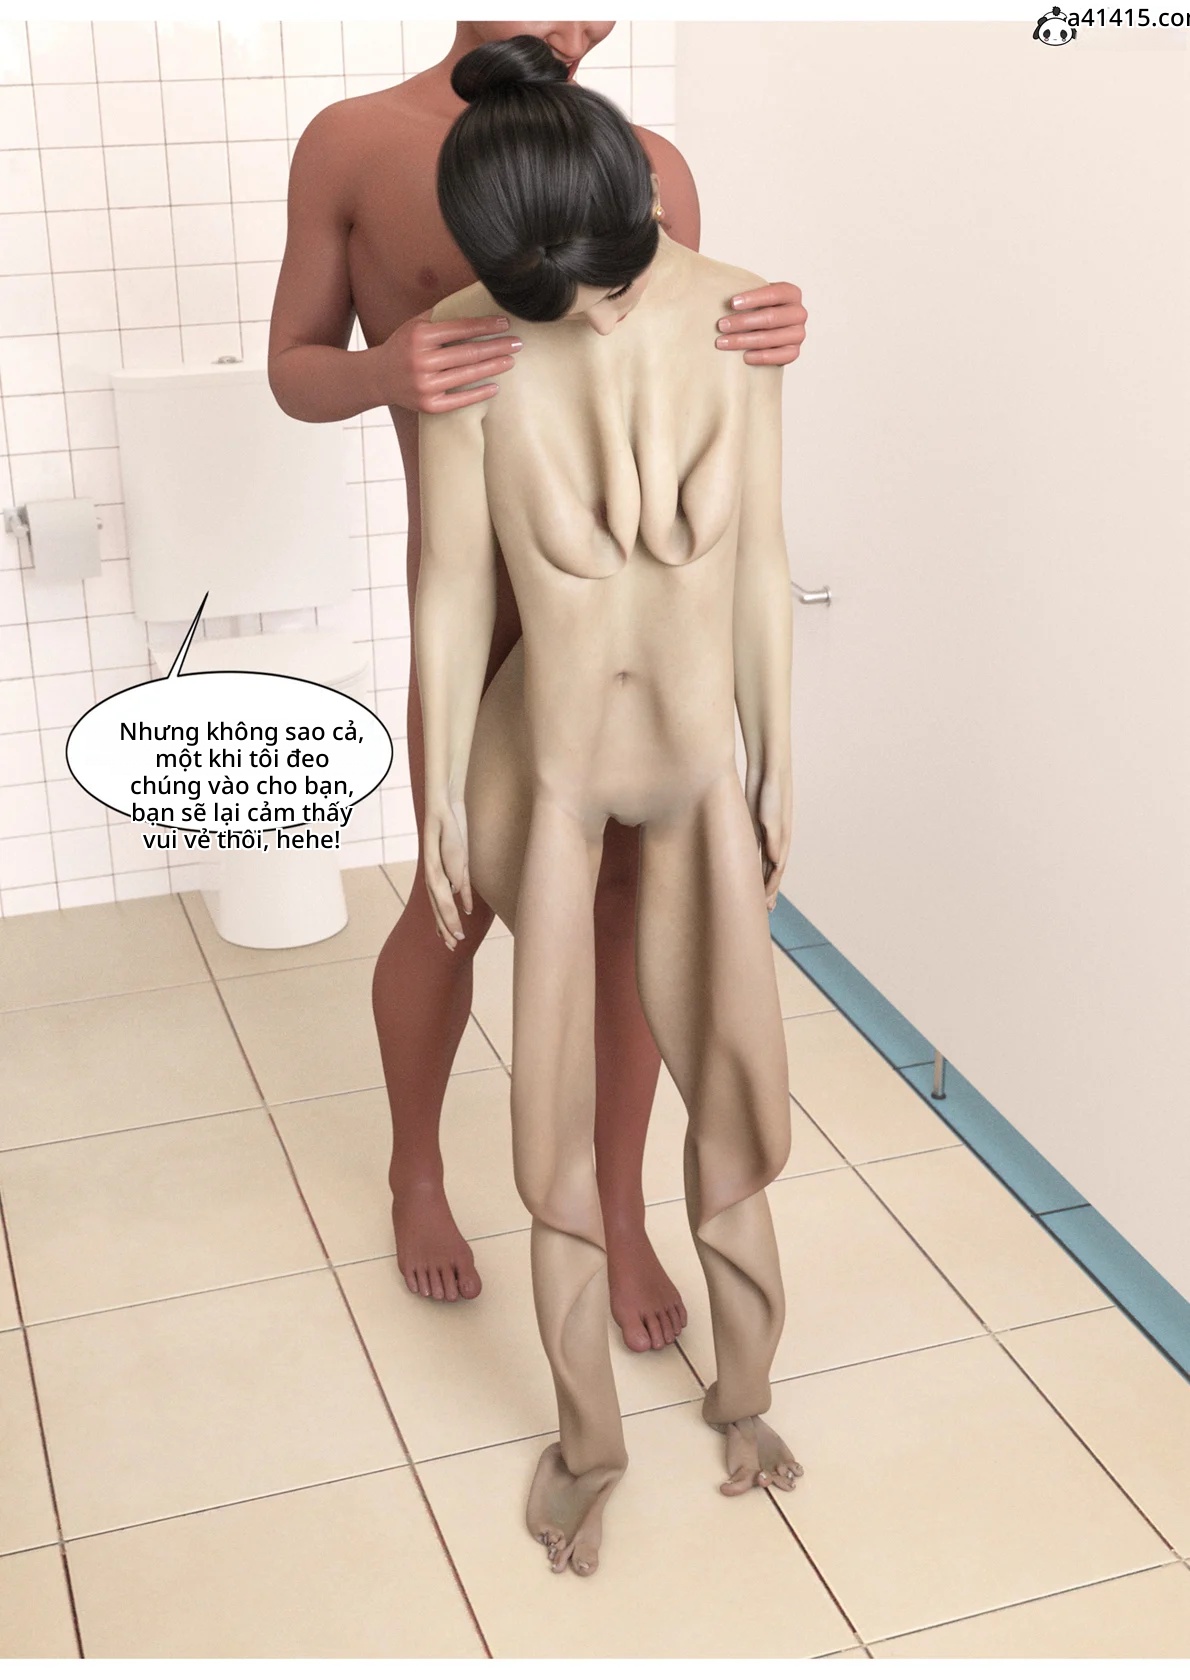 a41415.co
Nhưng không sao cả,
một khi tôi đeo
chúng vào cho bạn,
bạn sẽ lại cảm thấy
vui vẻ thôi, hehe!